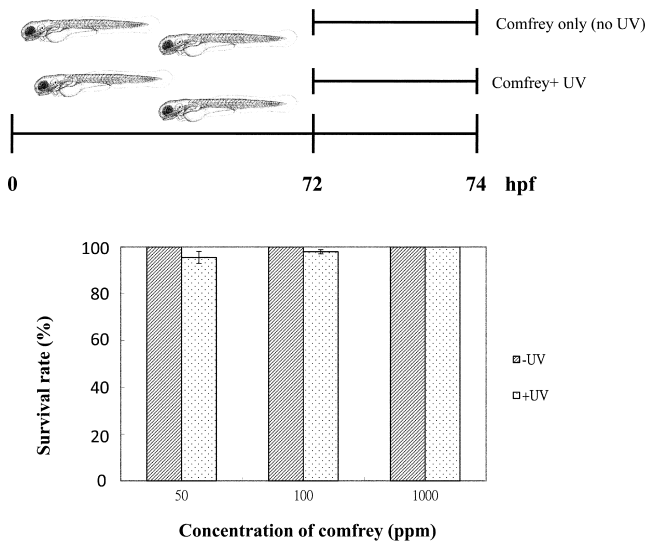 Comfrey only (no UV)
Comfrey+ UV
0 72 74 hpf
100
80
60
40
20
0
Survival rate (%)
-UV
+UV
50 100 1000
Concentration of comfrey (ppm)